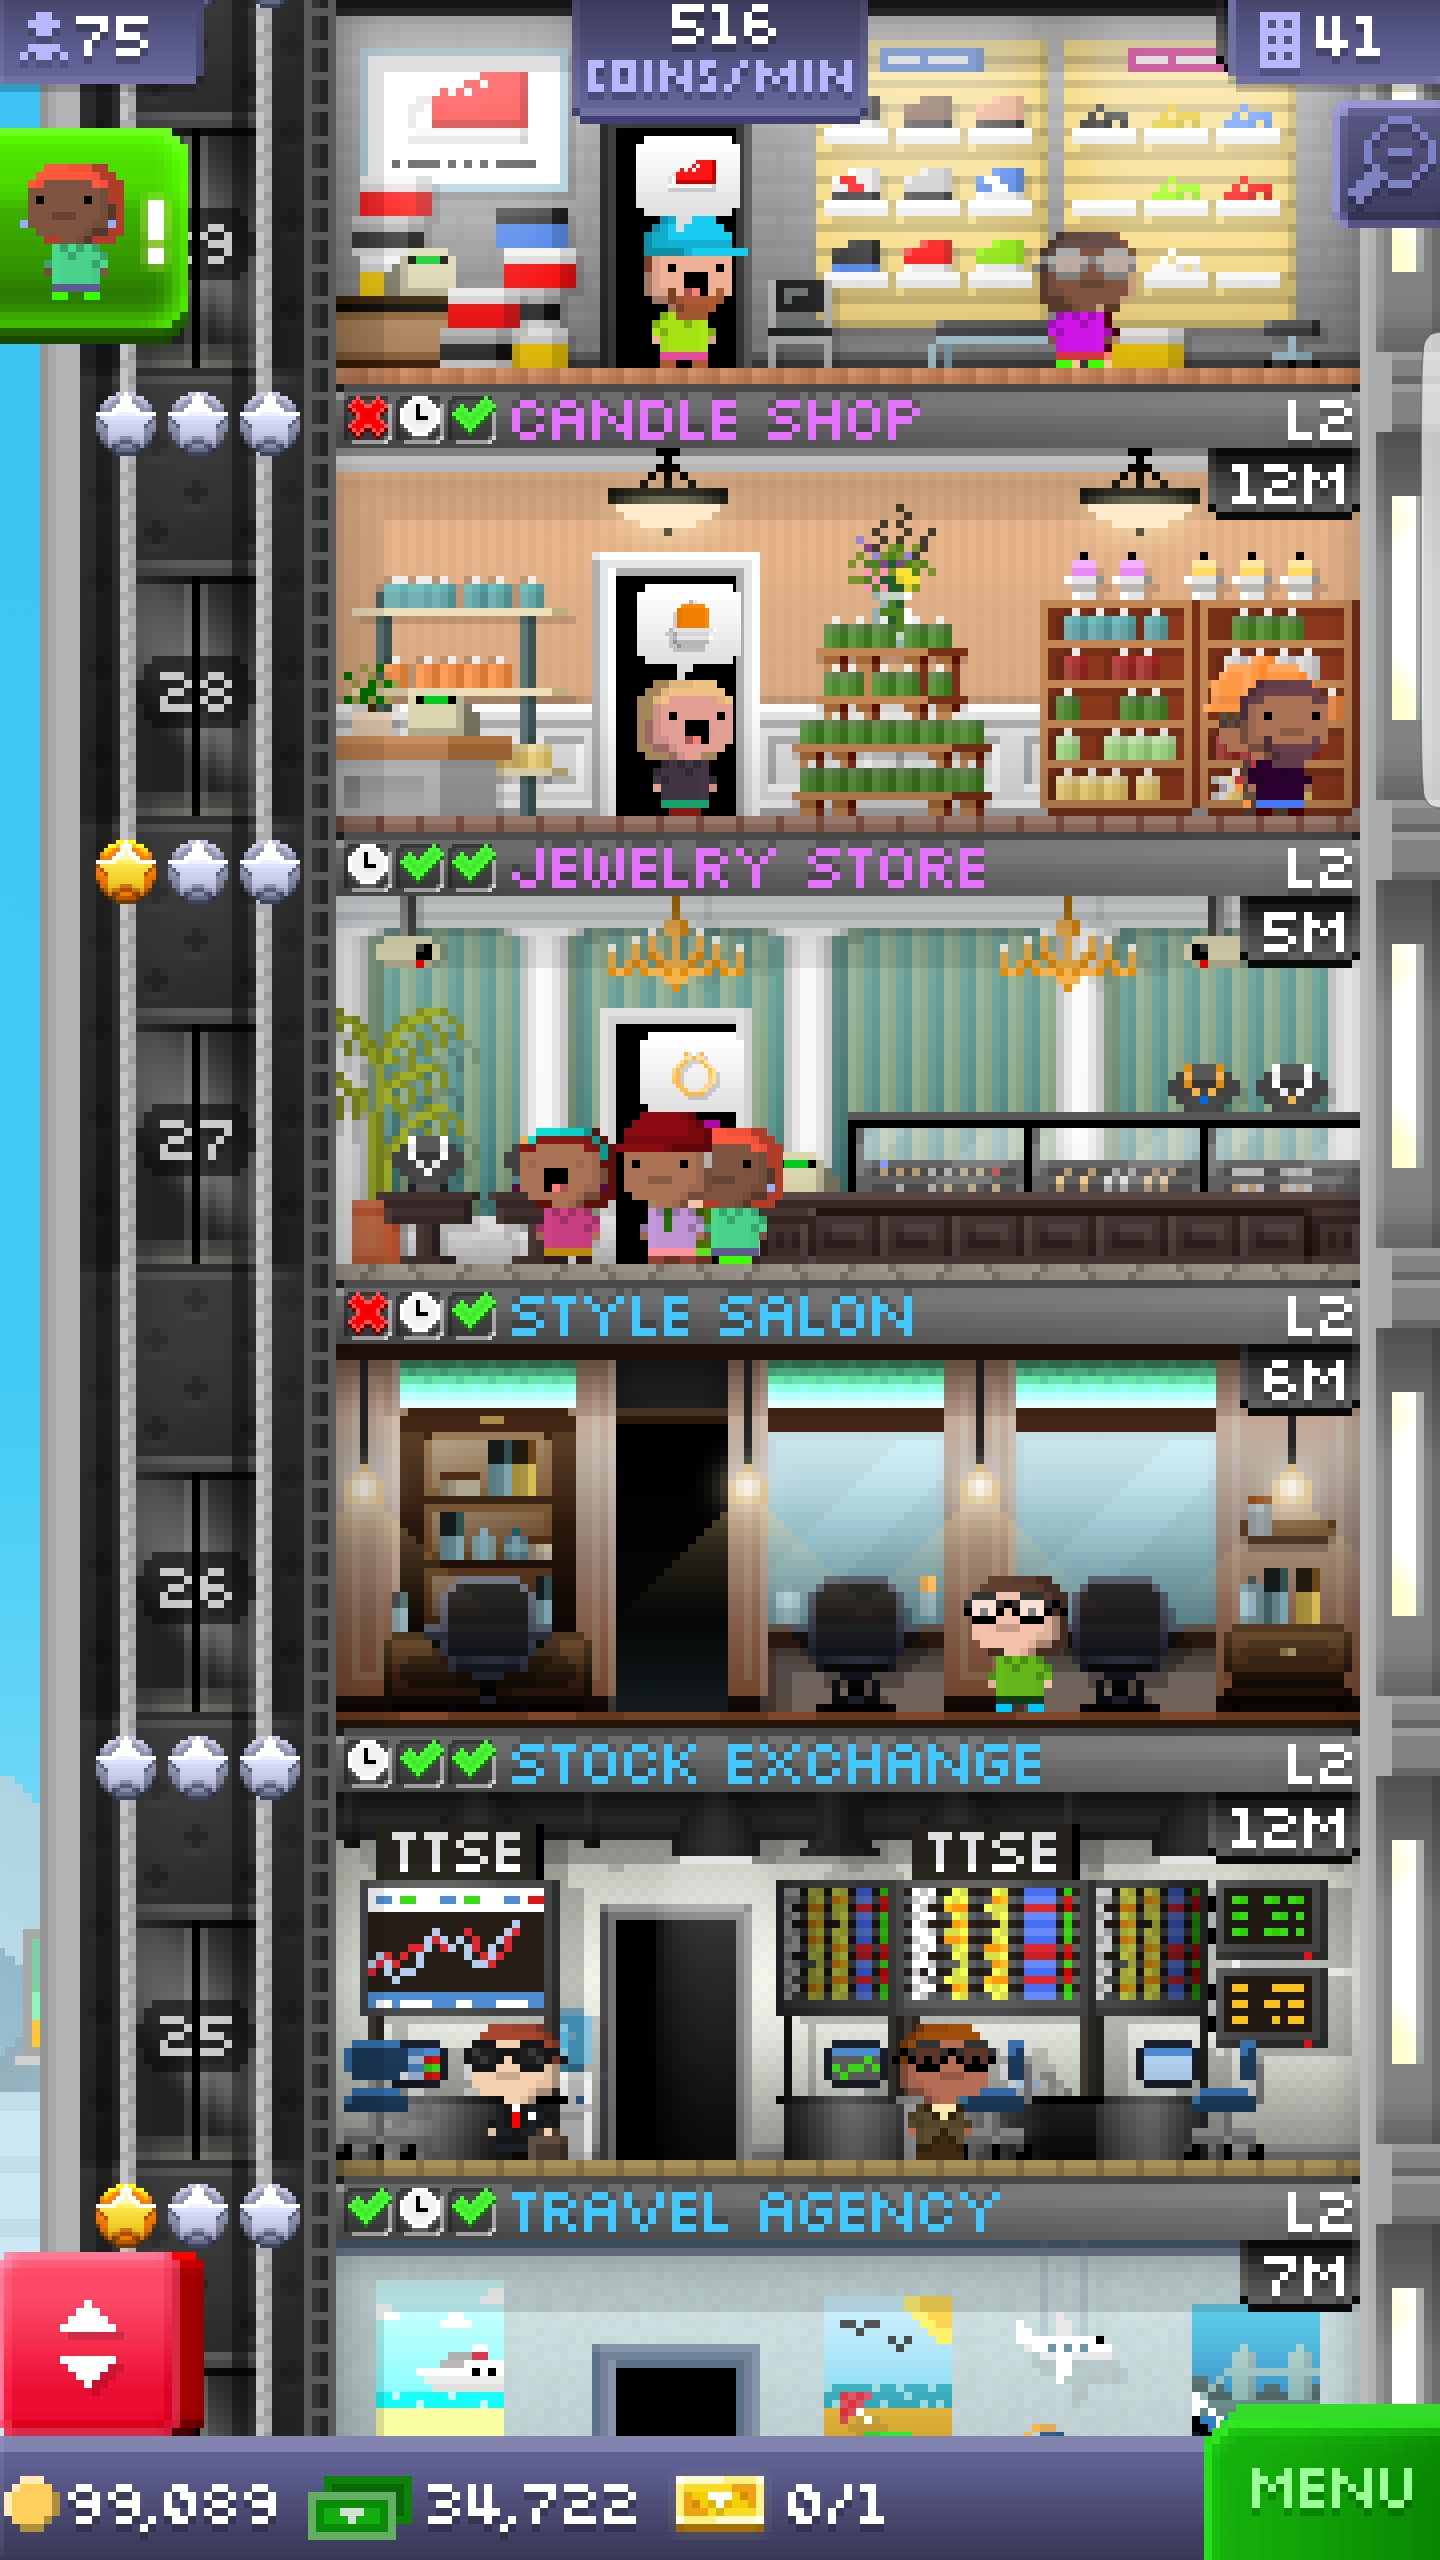 75
516
COINS/MIN
41
!
CANDLE SHOP L2
12M
28
JEWELRY STORE L2
5M
27
STYLE SALON L2
6M
26
STOCK EXCHANGE L2
12M
TTSE TTSE
25
TRAVEL AGENCY L2
7M
99,089 34,722 0/1 MENU